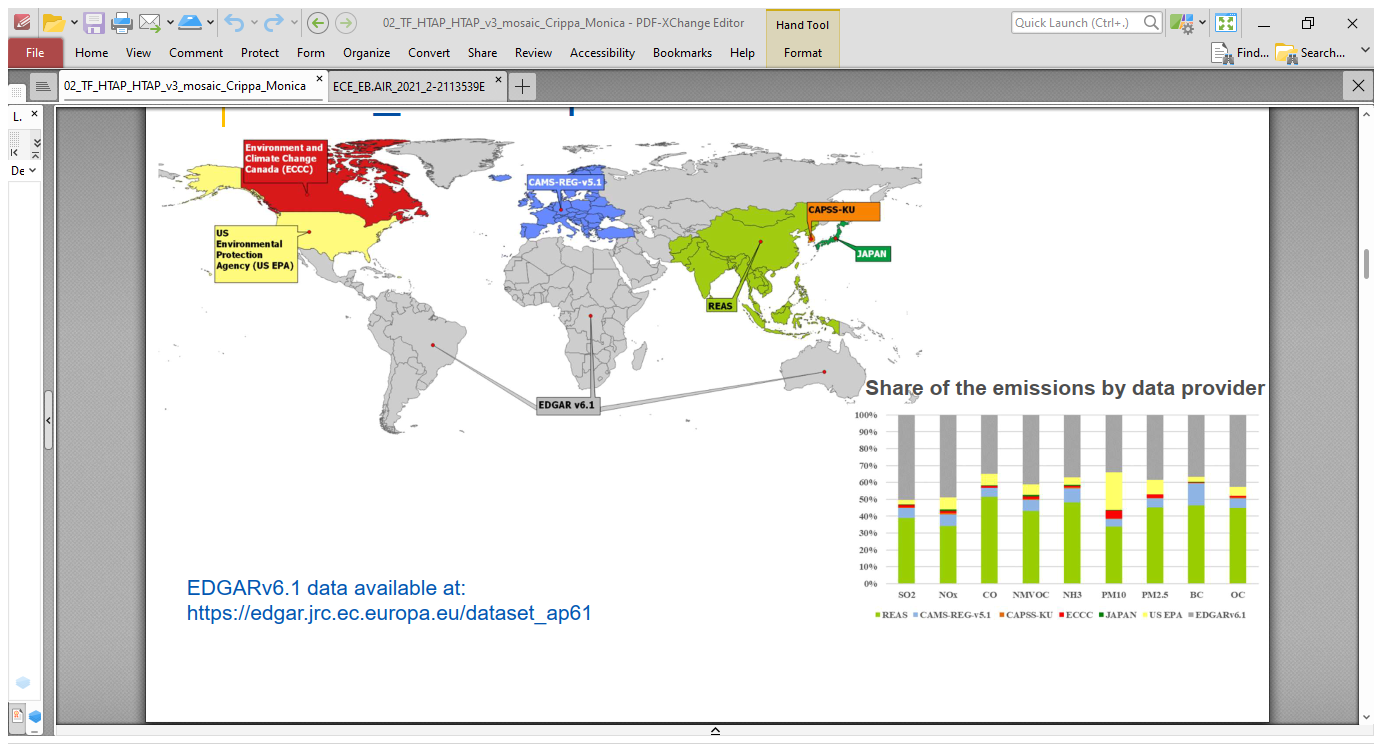 02_TF_HTAP_HTAP_v3_mosaic_Crippa_Monica - PDF-XChange Editor
Hand Tool
Quick Launch (Ctrl+.)
File
Home
View
Comment
Protect
Form
Organize
Convert
Share
Review
Accessibility
Bookmarks
Help
Format
Find...
Search...
02_TF_HTAP_HTAP_v3_mosaic_Crippa_Monica
ECE_EB.AIR_2021_2-2113539E
L.
De
Environment and
Climate Change
Canada (ECCC)
CAMS-REG-v5.1
CAPSS-KU
US
Environmental
Protection
Agency (US EPA)
JAPAN
REAS
EDGAR v6.1
Share of the emissions by data provider
100%
90%
80%
70%
60%
50%
40%
30%
20%
10%
0%
SO2 NOx CO NMVOC NH3 PM10 PM2.5 BC OC
REAS CAMS-REG-v5.1 CAPSS-KU ECCC JAPAN US EPA EDGARv6.1
EDGARv6.1 data available at:
https://edgar.jrc.ec.europa.eu/dataset_ap61